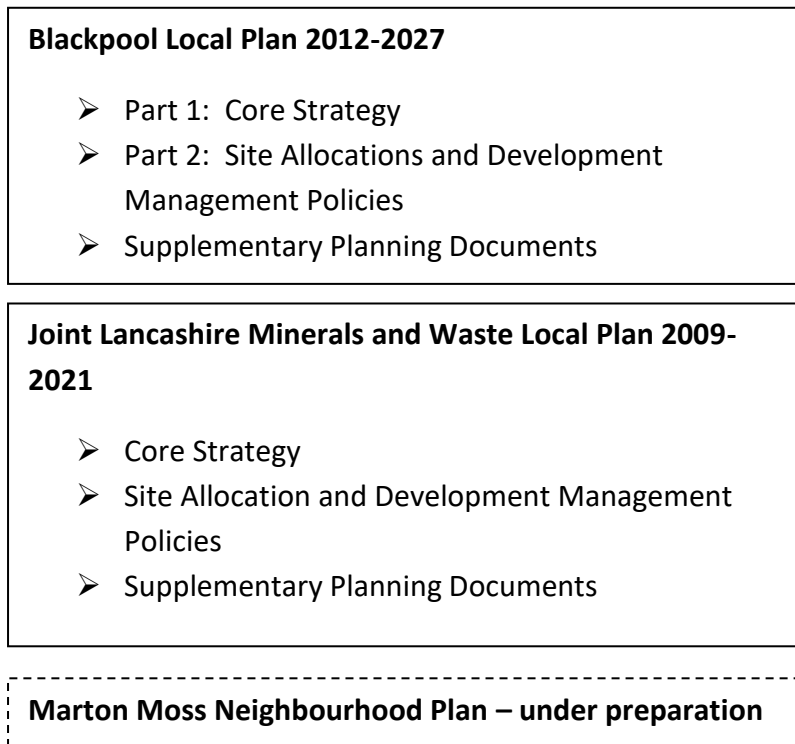 Blackpool Local Plan 2012-2027
➢ Part 1: Core Strategy
➢ Part 2: Site Allocations and Development
Management Policies
➢ Supplementary Planning Documents
Joint Lancashire Minerals and Waste Local Plan 2009-
2021
➢ Core Strategy
➢ Site Allocation and Development Management
Policies
➢ Supplementary Planning Documents
Marton Moss Neighbourhood Plan – under preparation